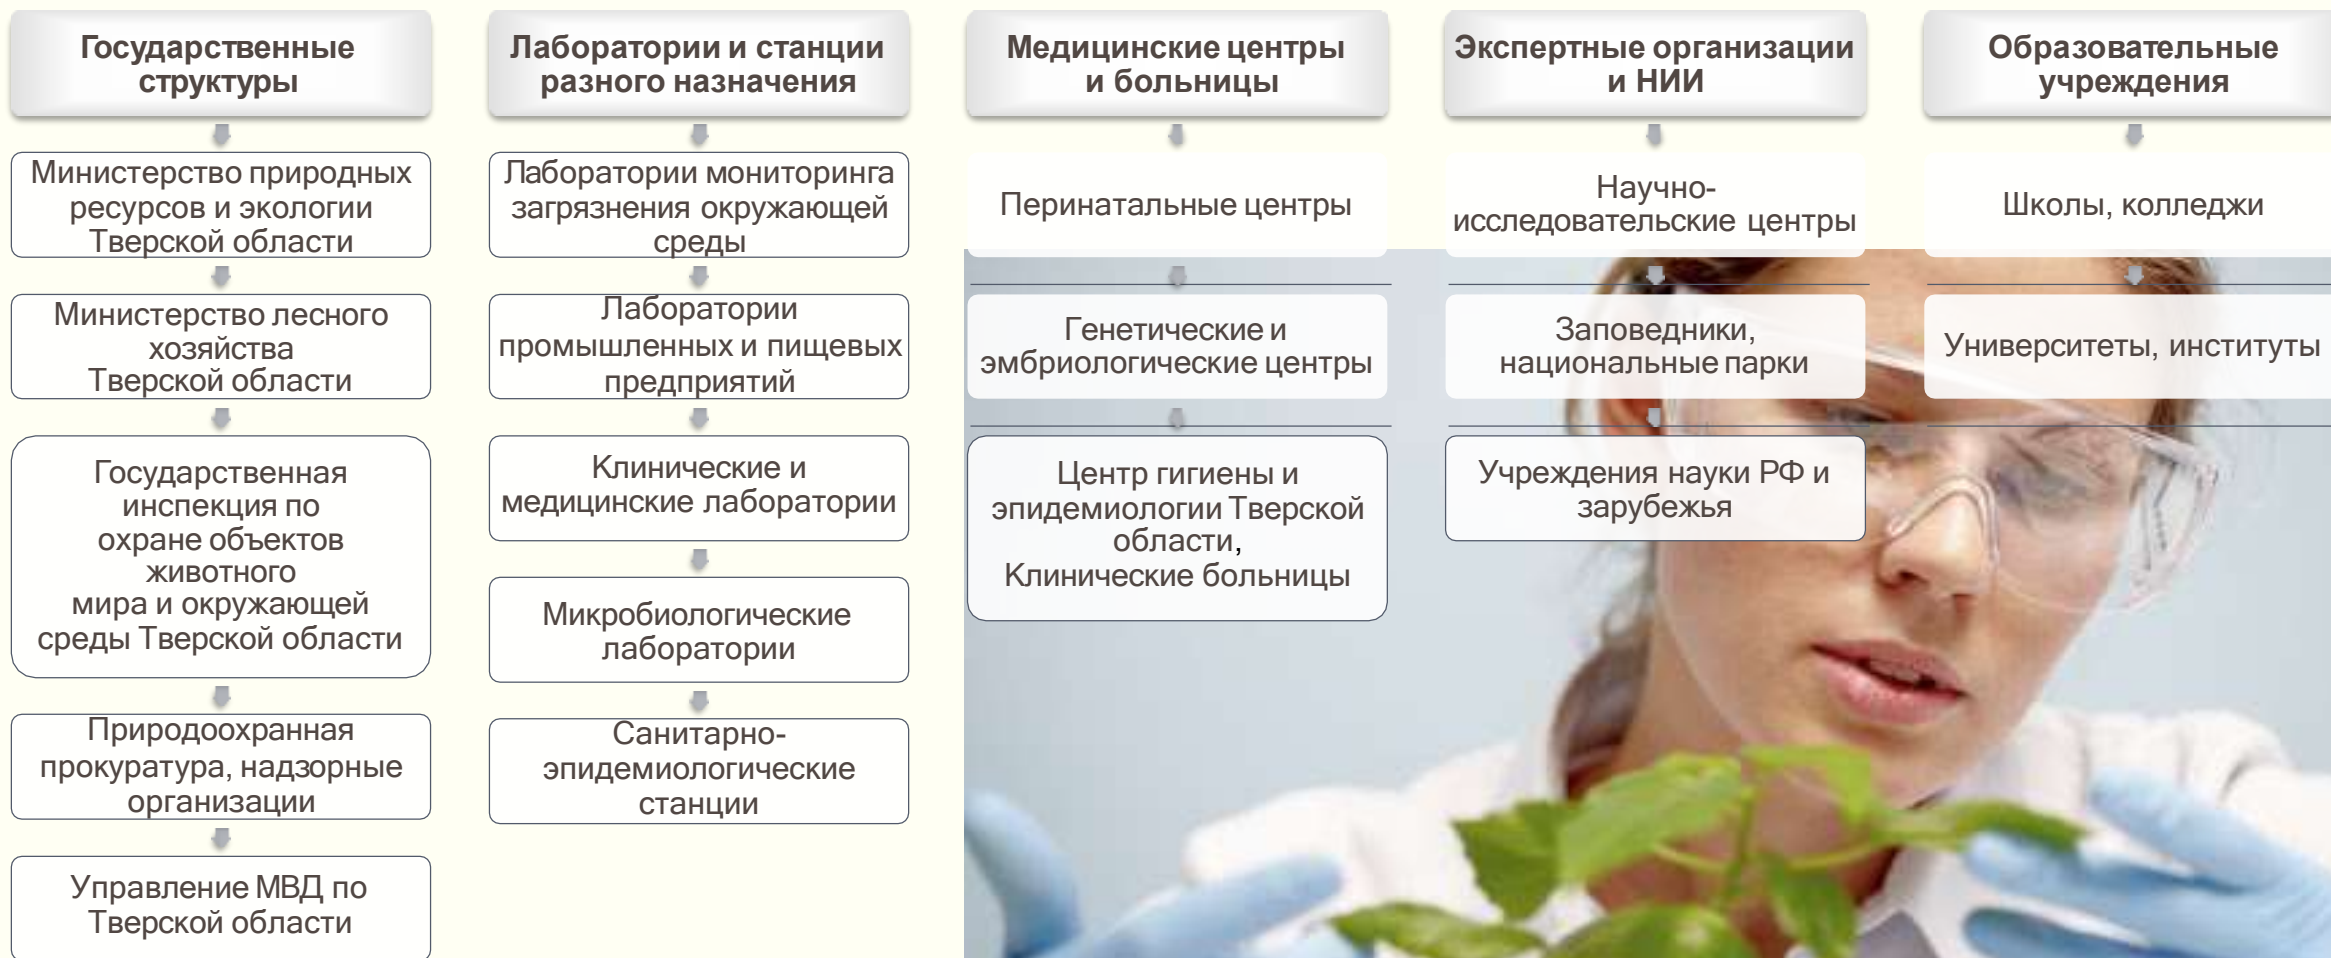 Государственные
структуры
Министерство природных
ресурсов и экологии
Тверской области
Министерство лесного
хозяйства
Тверской области
Государственная
инспекция по
охране объектов
животного
мира и окружающей
среды Тверской области
Природоохранная
прокуратура, надзорные
организации
Управление МВД по
Тверской области
Лаборатории и станции
разного назначения
Лаборатории мониторинга
загрязнения окружающей
среды
Лаборатории
промышленных и пищевых
предприятий
Клинические и
медицинские лаборатории
Микробиологические
лаборатории
Санитарно-
эпидемиологические
станции
Медицинские центры
и больницы
Перинатальные центры
Генетические и
эмбриологические центры
Центр гигиены и
эпидемиологии Тверской
области,
Клинические больницы
Экспертные организации
и НИИ
Научно-
исследовательские центры
Заповедники,
национальные парки
Учреждения науки РФ и
зарубежья
Образовательные
учреждения
Школы, колледжи
Университеты, институты